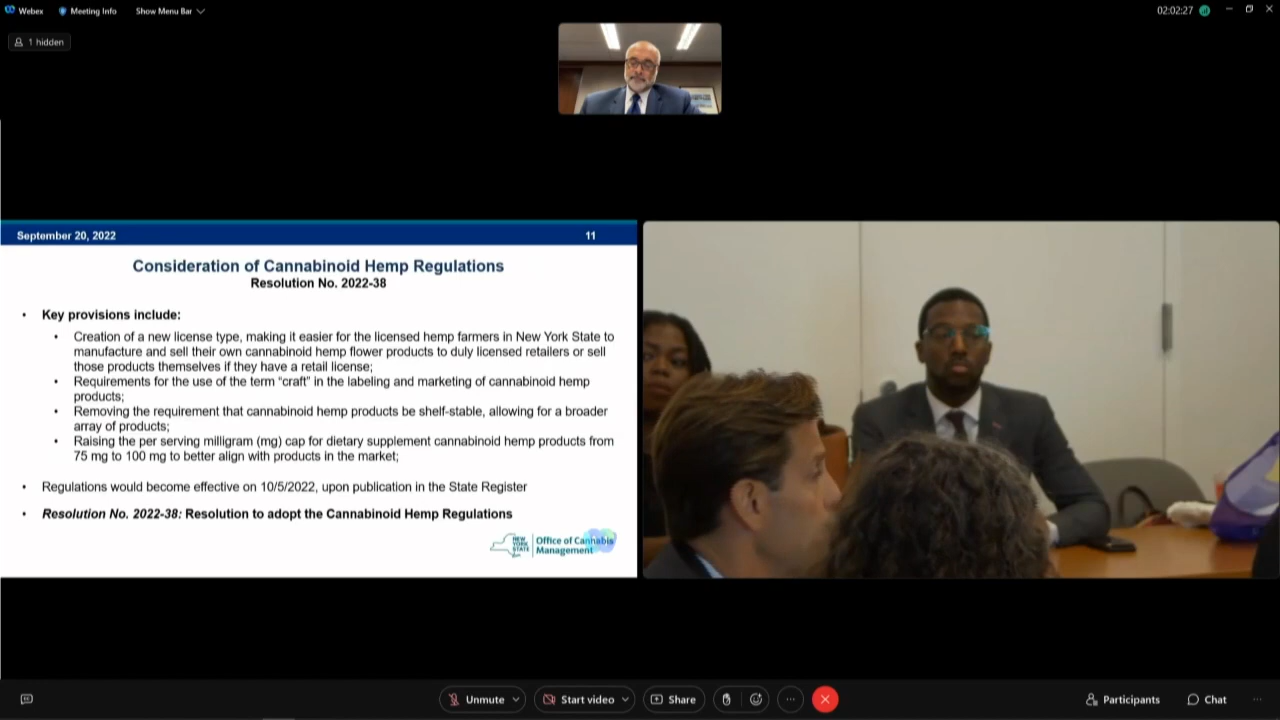 Webex
Meeting Info
Show Menu Bar
02:02:27
1 hidden
September 20, 2022
11
Consideration of Cannabinoid Hemp Regulations
Resolution No. 2022-38
• Key provisions include:
• Creation of a new license type, making it easier for the licensed hemp farmers in New York State to
manufacture and sell their own cannabinoid hemp flower products to duly licensed retailers or sell
those products themselves if they have a retail license;
• Requirements for the use of the term "craft" in the labeling and marketing of cannabinoid hemp
products;
• Removing the requirement that cannabinoid hemp products be shelf-stable, allowing for a broader
array of products;
• Raising the per serving milligram (mg) cap for dietary supplement cannabinoid hemp products from
75 mg to 100 mg to better align with products in the market;
• Regulations would become effective on 10/5/2022, upon publication in the State Register
• Resolution No. 2022-38: Resolution to adopt the Cannabinoid Hemp Regulations
NEW
YORK
STATE
Office of Cannabis
Management
Unmute
Start video
Share
Participants
Chat